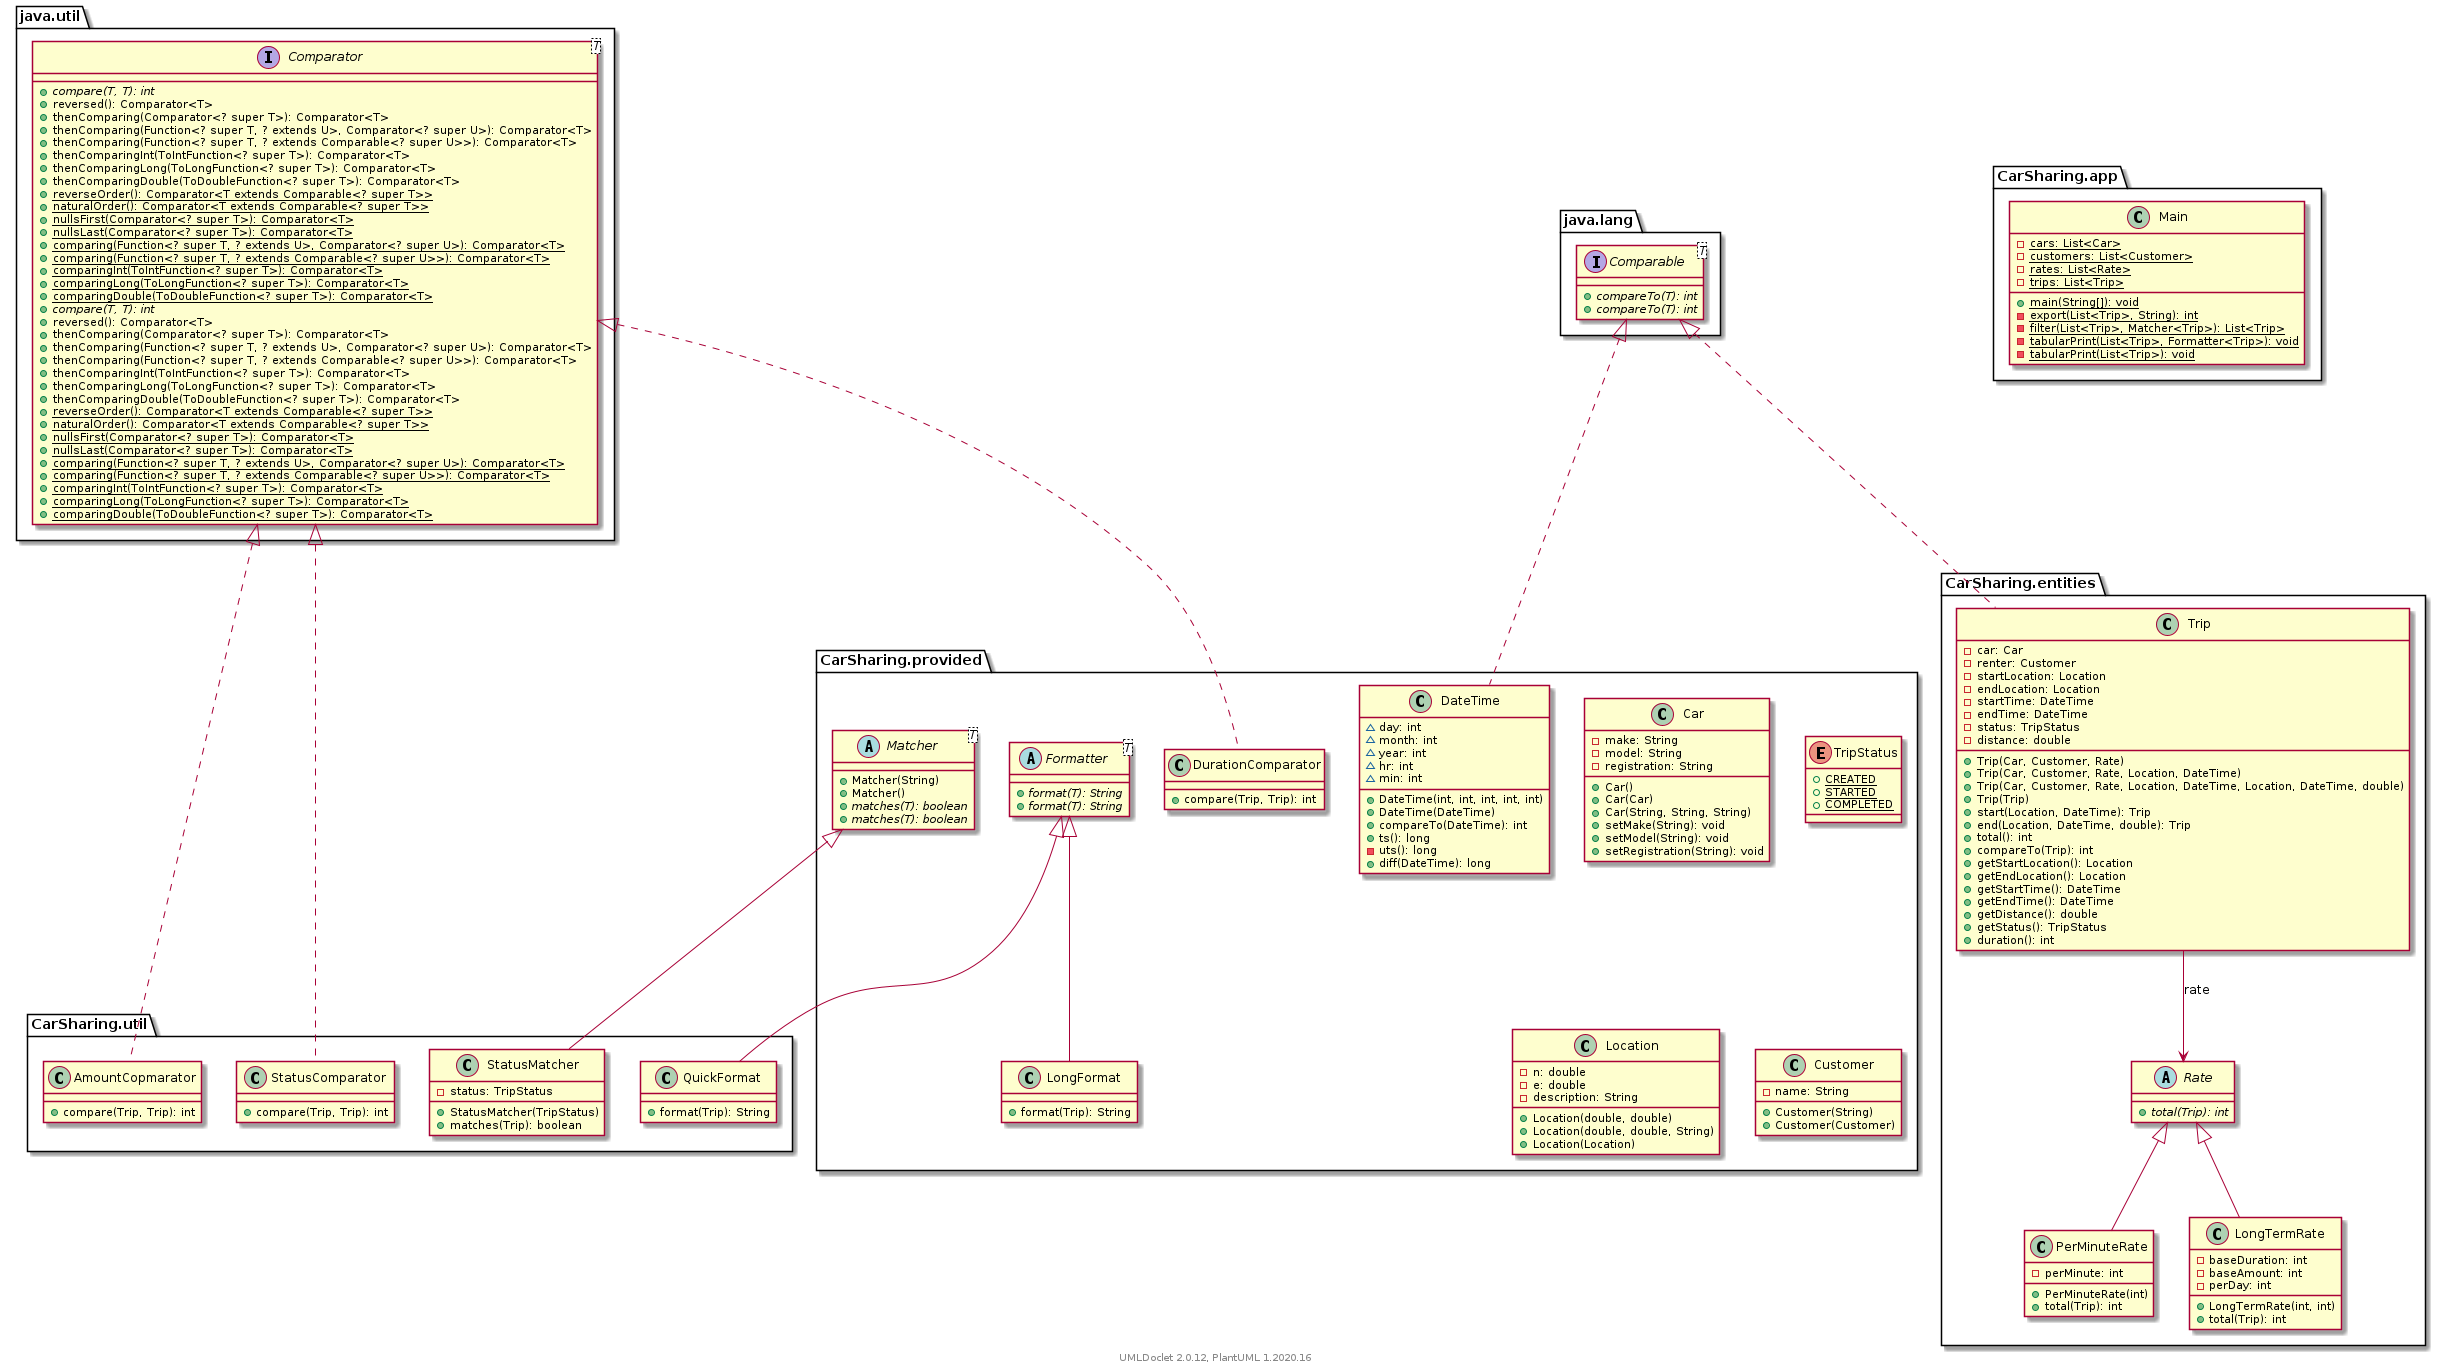 java.util
I Comparator T
compare(T, T): int
reversed(): Comparator<T>
thenComparing(Comparator<? super T>): Comparator<T>
thenComparing(Function<? super T, ? extends U>, Comparator<? super U>): Comparator<T>
thenComparing(Function<? super T, ? extends Comparable<? super U>>): Comparator<T>
thenComparingInt(ToIntFunction<? super T>): Comparator<T>
thenComparingLong(ToLongFunction<? super T>): Comparator<T>
thenComparingDouble(ToDoubleFunction<? super T>): Comparator<T>
reverseOrder(): Comparator<T extends Comparable<? super T>>
naturalOrder(): Comparator<T extends Comparable<? super T>>
nullsFirst(Comparator<? super T>): Comparator<T>
nullsLast(Comparator<? super T>): Comparator<T>
comparing(Function<? super T, ? extends U>, Comparator<? super U>): Comparator<T>
comparing(Function<? super T, ? extends Comparable<? super U>>): Comparator<T>
comparingInt(ToIntFunction<? super T>): Comparator<T>
comparingLong(ToLongFunction<? super T>): Comparator<T>
comparingDouble(ToDoubleFunction<? super T>): Comparator<T>
compare(T, T): int
reversed(): Comparator<T>
thenComparing(Comparator<? super T>): Comparator<T>
thenComparing(Function<? super T, ? extends U>, Comparator<? super U>): Comparator<T>
thenComparing(Function<? super T, ? extends Comparable<? super U>>): Comparator<T>
thenComparingInt(ToIntFunction<? super T>): Comparator<T>
thenComparingLong(ToLongFunction<? super T>): Comparator<T>
thenComparingDouble(ToDoubleFunction<? super T>): Comparator<T>
reverseOrder(): Comparator<T extends Comparable<? super T>>
naturalOrder(): Comparator<T extends Comparable<? super T>>
nullsFirst(Comparator<? super T>): Comparator<T>
nullsLast(Comparator<? super T>): Comparator<T>
comparing(Function<? super T, ? extends U>, Comparator<? super U>): Comparator<T>
comparing(Function<? super T, ? extends Comparable<? super U>>): Comparator<T>
comparingInt(ToIntFunction<? super T>): Comparator<T>
comparingLong(ToLongFunction<? super T>): Comparator<T>
comparingDouble(ToDoubleFunction<? super T>): Comparator<T>
java.lang
I Comparable T
compareTo(T): int
compareTo(T): int
CarSharing.app
C Main
cars: List<Car>
customers: List<Customer>
rates: List<Rate>
trips: List<Trip>
main(String[]): void
export(List<Trip>, String): int
filter(List<Trip>, Matcher<Trip>): List<Trip>
tabularPrint(List<Trip>, Formatter<Trip>): void
tabularPrint(List<Trip>): void
CarSharing.provided
A Matcher T
Matcher(String)
Matcher()
matches(T): boolean
matches(T): boolean
A Formatter T
format(T): String
format(T): String
C DurationComparator
compare(Trip, Trip): int
C DateTime
day: int
month: int
year: int
hr: int
min: int
DateTime(int, int, int, int, int)
DateTime(DateTime)
compareTo(DateTime): int
ts(): long
uts(): long
diff(DateTime): long
C Car
make: String
model: String
registration: String
Car()
Car(Car)
Car(String, String, String)
setMake(String): void
setModel(String): void
setRegistration(String): void
E TripStatus
CREATED
STARTED
COMPLETED
C LongFormat
format(Trip): String
C Location
n: double
e: double
description: String
Location(double, double)
Location(double, double, String)
Location(Location)
C Customer
name: String
Customer(String)
Customer(Customer)
CarSharing.entities
C Trip
car: Car
renter: Customer
startLocation: Location
endLocation: Location
startTime: DateTime
endTime: DateTime
status: TripStatus
distance: double
Trip(Car, Customer, Rate)
Trip(Car, Customer, Rate, Location, DateTime)
Trip(Car, Customer, Rate, Location, DateTime, Location, DateTime, double)
Trip(Trip)
start(Location, DateTime): Trip
end(Location, DateTime, double): Trip
total(): int
compareTo(Trip): int
getStartLocation(): Location
getEndLocation(): Location
getStartTime(): DateTime
getEndTime(): DateTime
getDistance(): double
getStatus(): TripStatus
duration(): int
rate
A Rate
total(Trip): int
C PerMinuteRate
perMinute: int
PerMinuteRate(int)
total(Trip): int
C LongTermRate
baseDuration: int
baseAmount: int
perDay: int
LongTermRate(int, int)
total(Trip): int
CarSharing.util
C AmountCopmarator
compare(Trip, Trip): int
C StatusComparator
compare(Trip, Trip): int
C StatusMatcher
status: TripStatus
StatusMatcher(TripStatus)
matches(Trip): boolean
C QuickFormat
format(Trip): String
UMLDoclet 2.0.12, PlantUML 1.2020.16